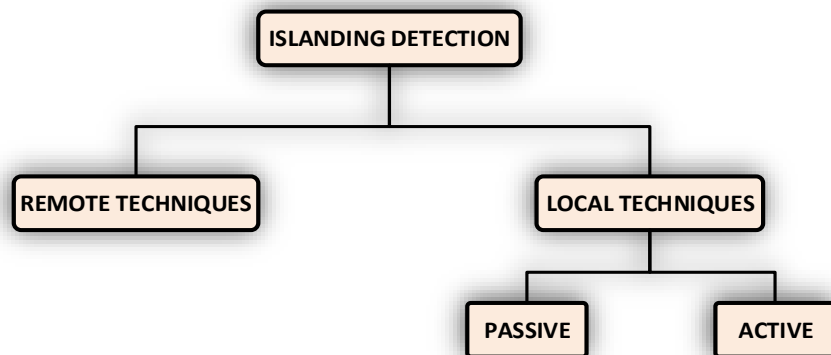 ISLANDING DETECTION
REMOTE TECHNIQUES
LOCAL TECHNIQUES
PASSIVE
ACTIVE